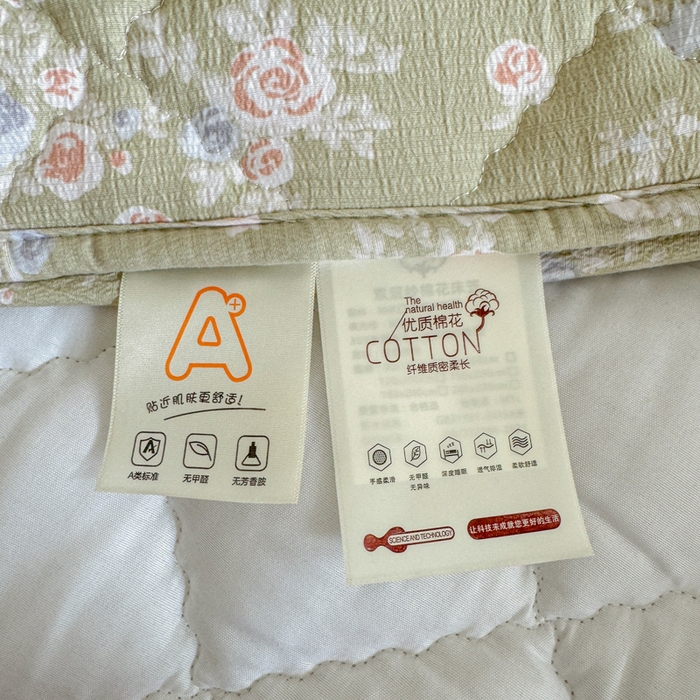 A+
贴近肌肤更舒适!
A
A类标准
无甲醛
无芳香胺
The
natural health
优质棉花
COTTON
纤维质密柔长
手感柔滑
无甲醛
无异味
深度睡眠
透气排湿
柔软舒适
SCIENCE AND TECHNOLOGY
让科技来成就您更好的生活